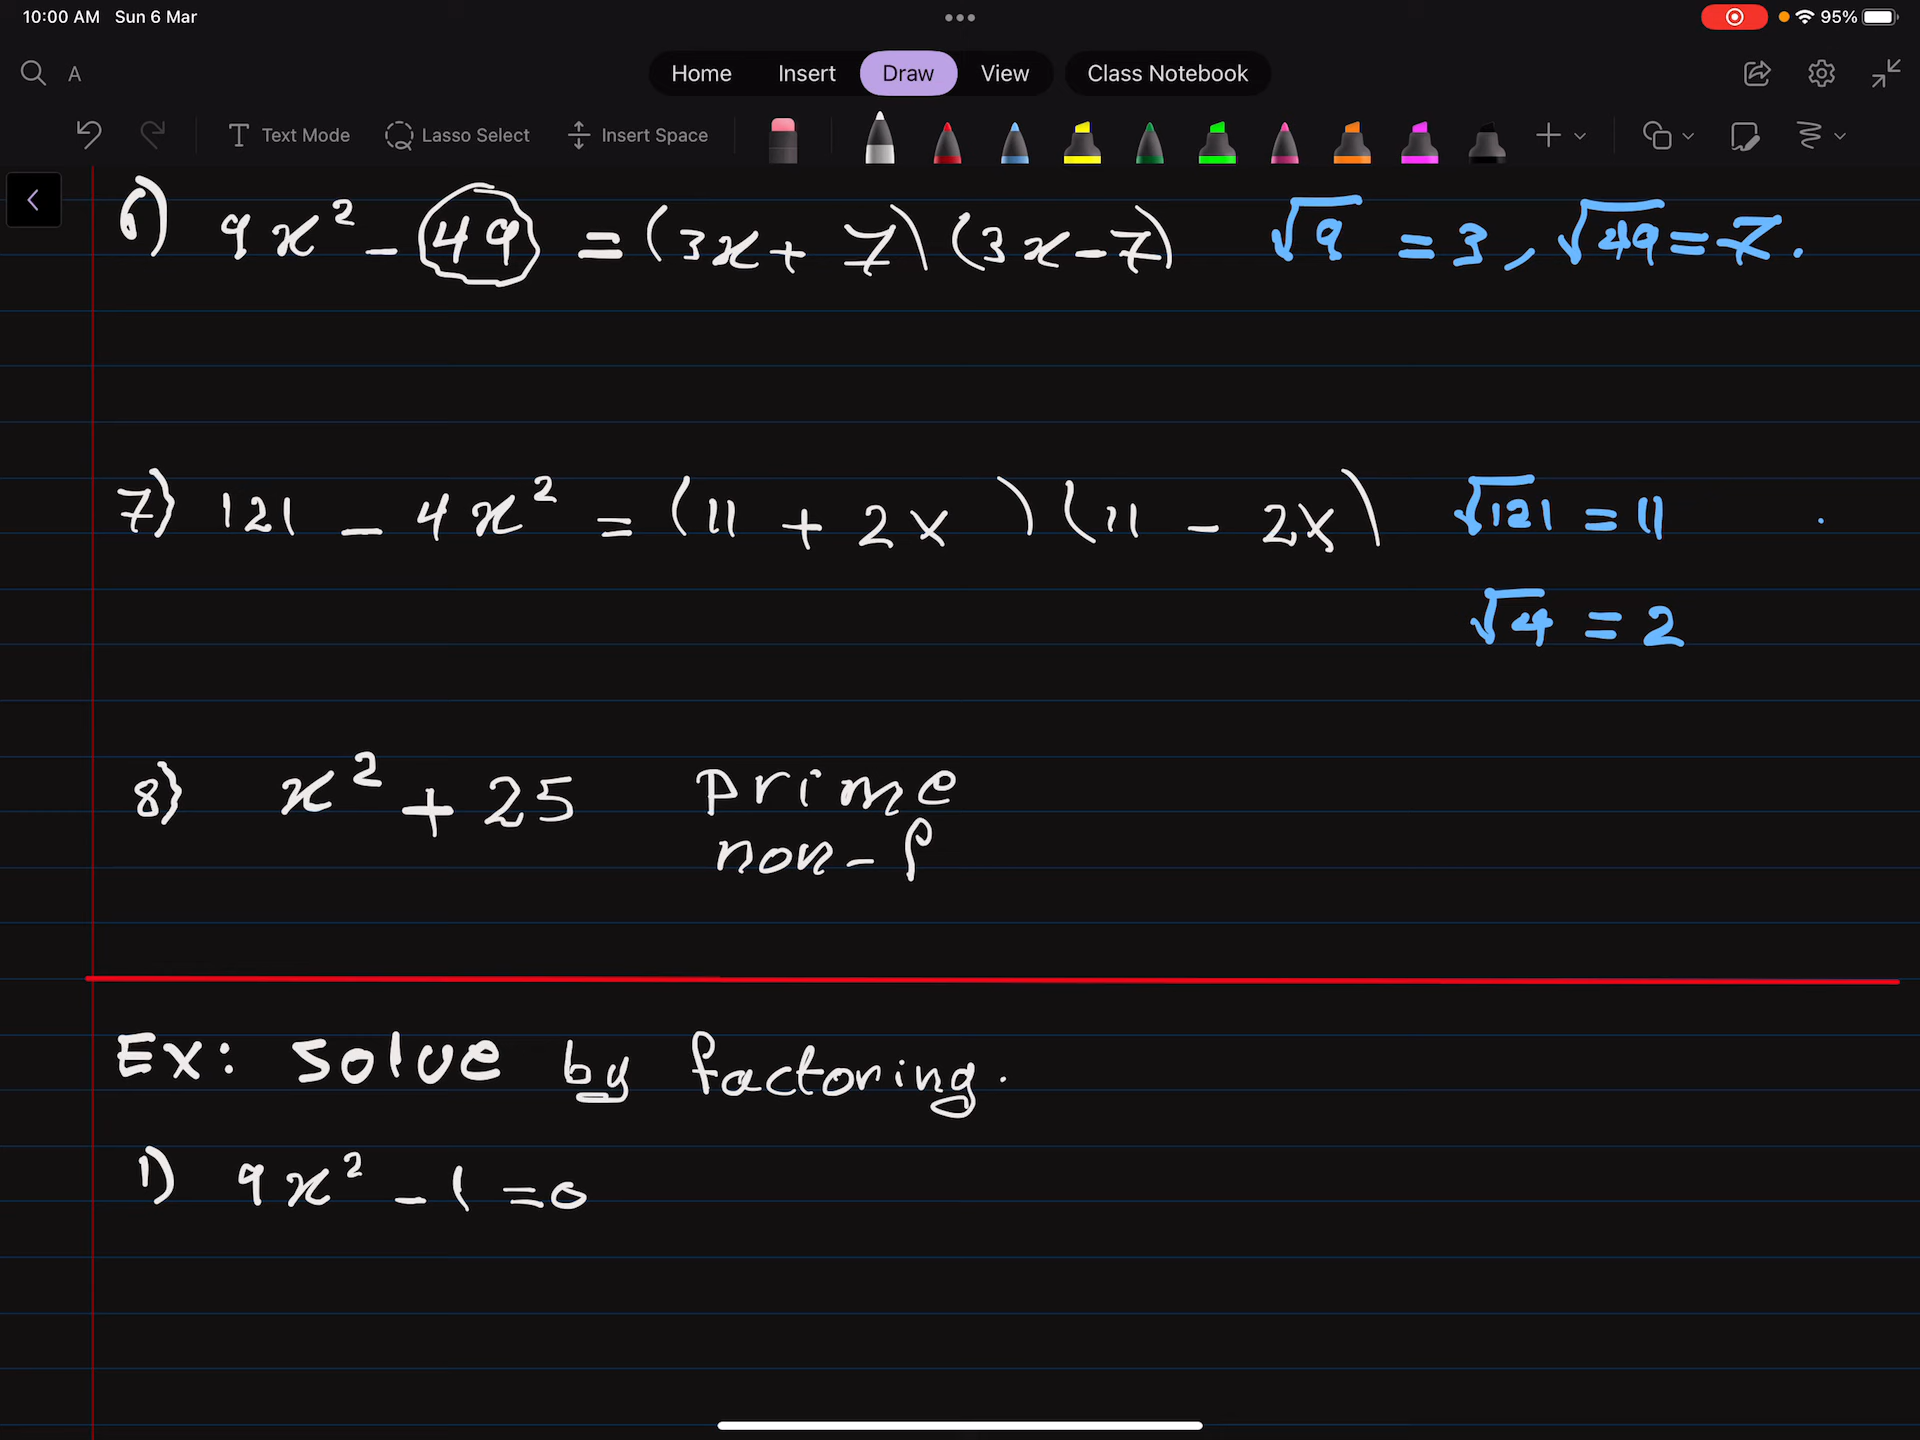 10:00 AM Sun 6 Mar 95%
A Home Insert Draw View Class Notebook
Text Mode Lasso Select Insert Space
6) 9x² - 49 = (3x + 7) (3x - 7) √9 = 3, √49 = 7.
7) 121 - 4x² = (11 + 2x) (11 - 2x) √121 = 11
√4 = 2
8) x² + 25 prime
non-f
Ex: solve by factoring.
1) 9x² - 1 = 0